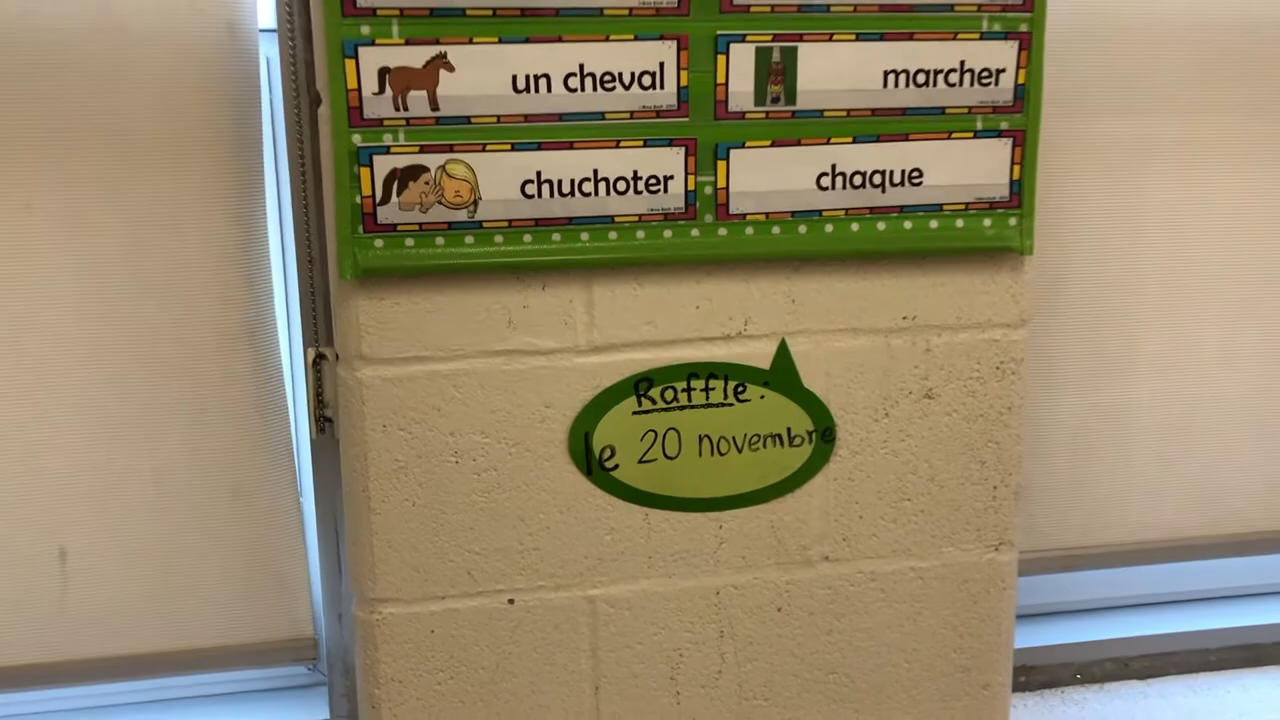 un cheval
marcher
chuchoter
chaque
Raffle:
le 20 novembre